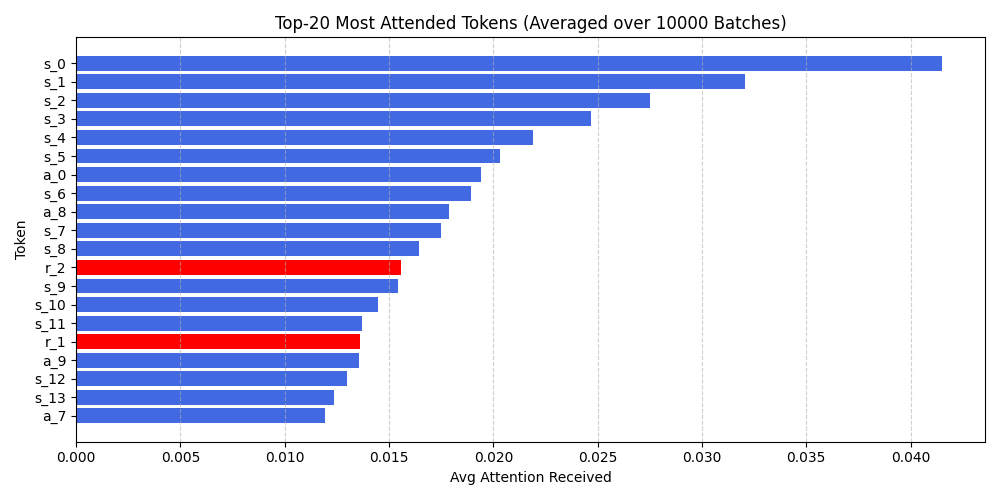 Top-20 Most Attended Tokens (Averaged over 10000 Batches)
Token
s_0
s_1
s_2
s_3
s_4
s_5
a_0
s_6
a_8
s_7
s_8
r_2
s_9
s_10
s_11
r_1
a_9
s_12
s_13
a_7
0.000 0.005 0.010 0.015 0.020 0.025 0.030 0.035 0.040
Avg Attention Received